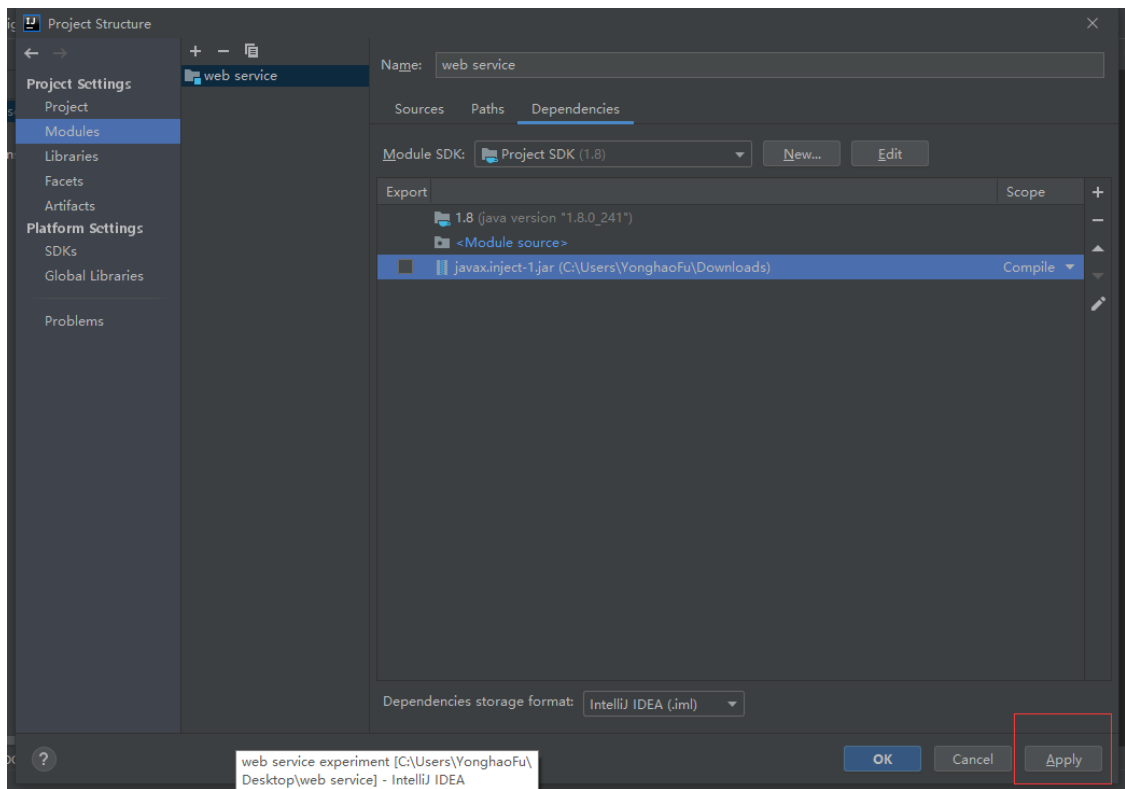 Project Structure
Project Settings
Project
Modules
Libraries
Facets
Artifacts
Platform Settings
SDKs
Global Libraries
Problems
web service
Name: web service
Sources Paths Dependencies
Module SDK: Project SDK (1.8) New... Edit
Export Scope
1.8 (java version "1.8.0_241")
<Module source>
javax.inject-1.jar (C:\Users\YonghaoFu\Downloads) Compile
Dependencies storage format: IntelliJ IDEA (.iml)
? OK Cancel Apply
web service experiment [C:\Users\YonghaoFu\
Desktop\web service] - IntelliJ IDEA